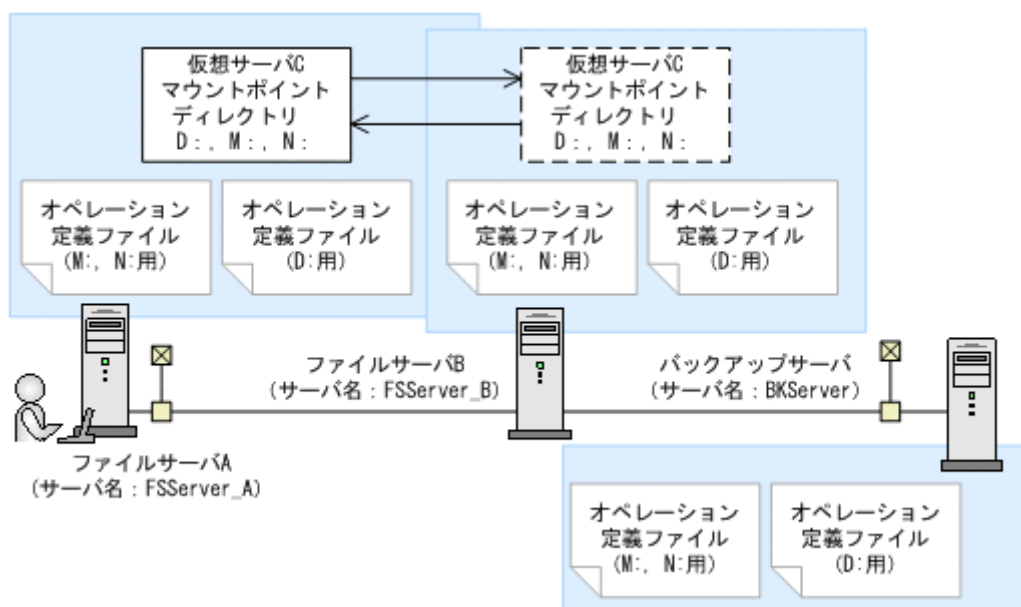 仮想サーバC
マウントポイント
ディレクトリ
D:, M:, N:
仮想サーバC
マウントポイント
ディレクトリ
D:, M:, N:
オペレーション
定義ファイル
(M:, N:用)
オペレーション
定義ファイル
(D:用)
オペレーション
定義ファイル
(M:, N:用)
オペレーション
定義ファイル
(D:用)
ファイルサーバB
(サーバ名:FSServer_B)
バックアップサーバ
(サーバ名:BKServer)
ファイルサーバA
(サーバ名:FSServer_A)
オペレーション
定義ファイル
(M:, N:用)
オペレーション
定義ファイル
(D:用)